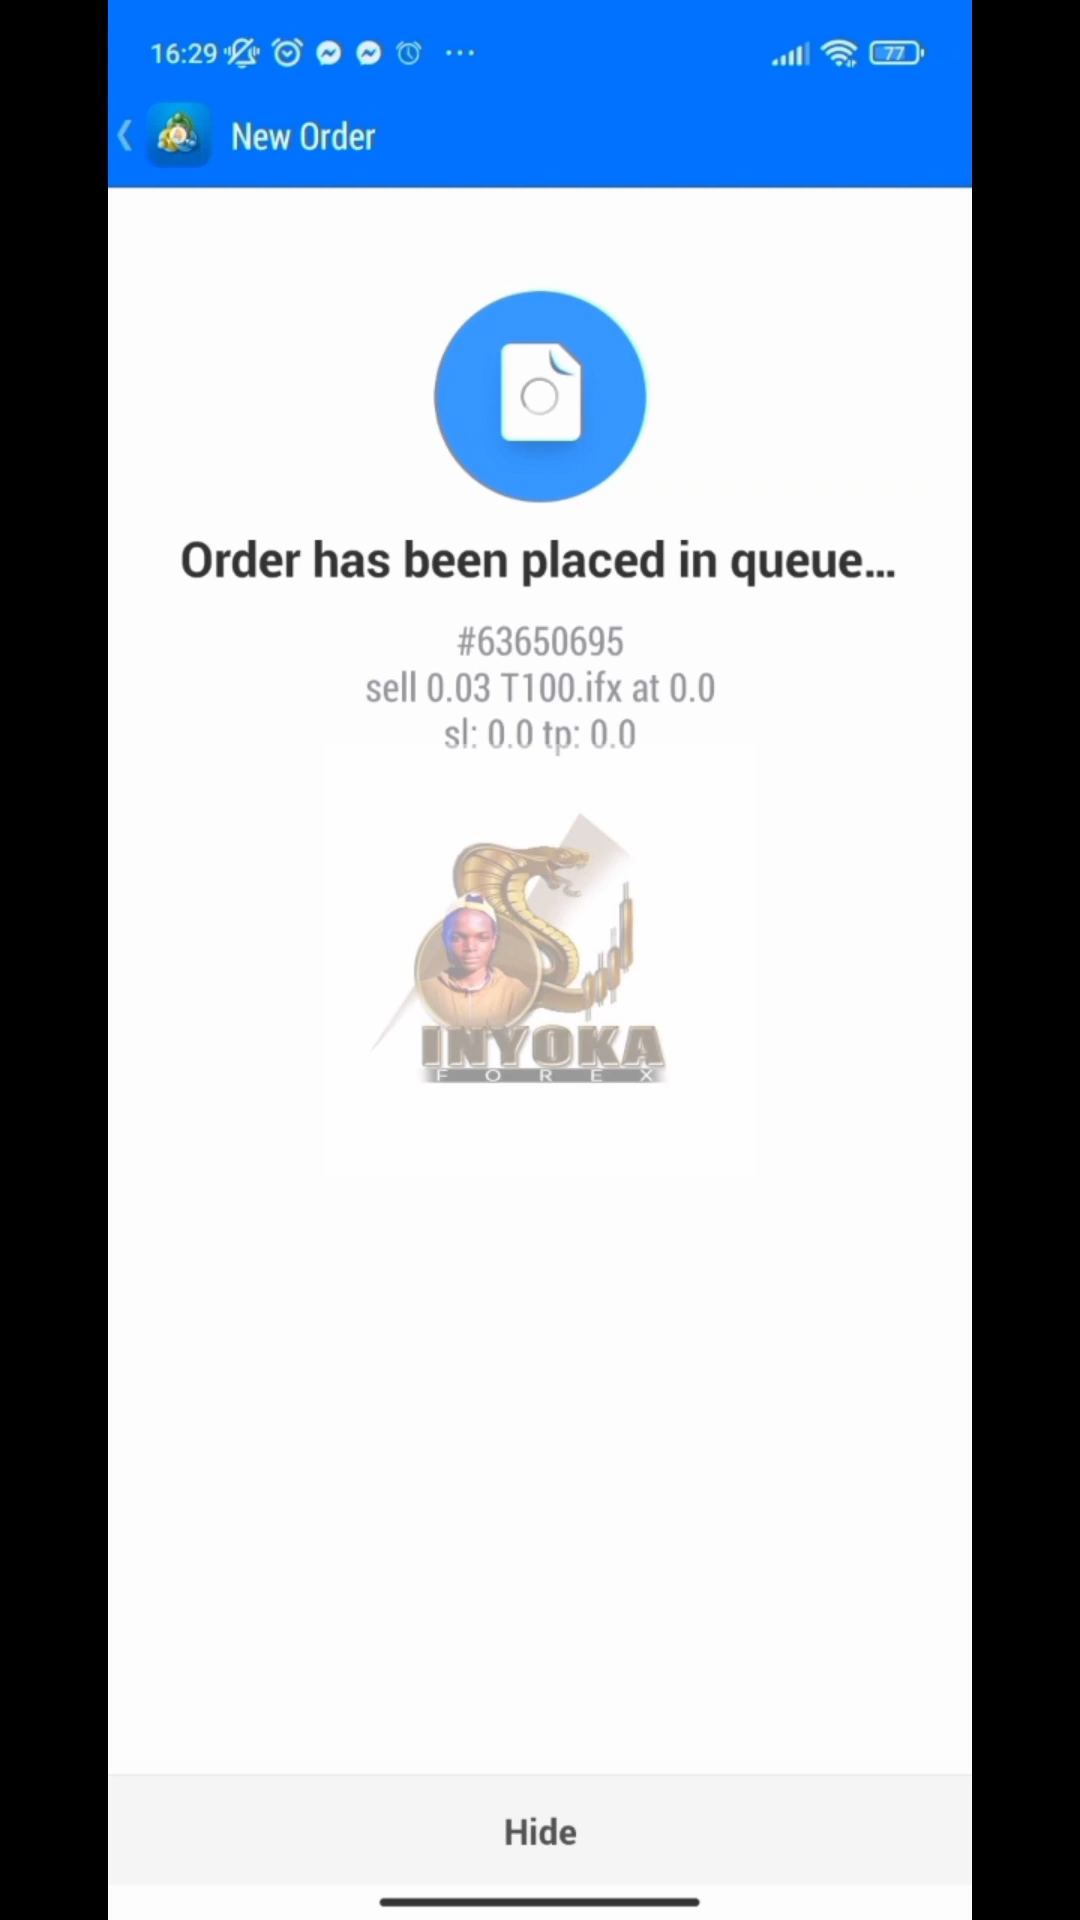 16:29
77
New Order
Order has been placed in queue...
#63650695
sell 0.03 T100.ifx at 0.0
sl: 0.0 tp: 0.0
INYOKA
FOREX
Hide